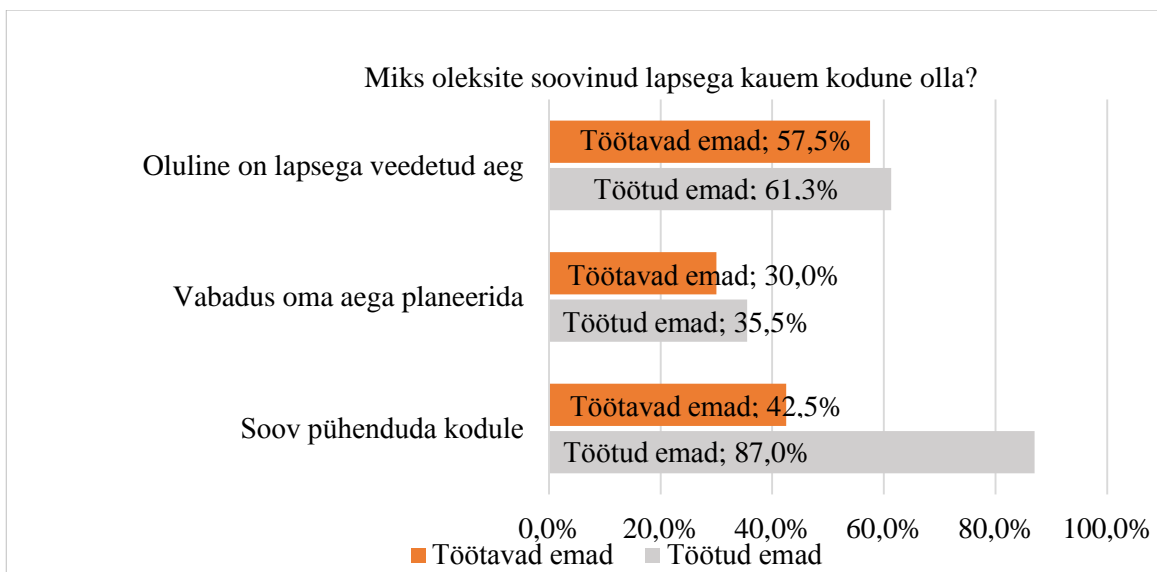 Miks oleksite soovinud lapsega kauem kodune olla?
Oluline on lapsega veedetud aeg
Töötavad emad; 57,5%
Töötud emad; 61,3%
Vabadus oma aega planeerida
Töötavad emad; 30,0%
Töötud emad; 35,5%
Soov pühenduda kodule
Töötavad emad; 42,5%
Töötud emad; 87,0%
0,0% 20,0% 40,0% 60,0% 80,0% 100,0%
Töötavad emad Töötud emad